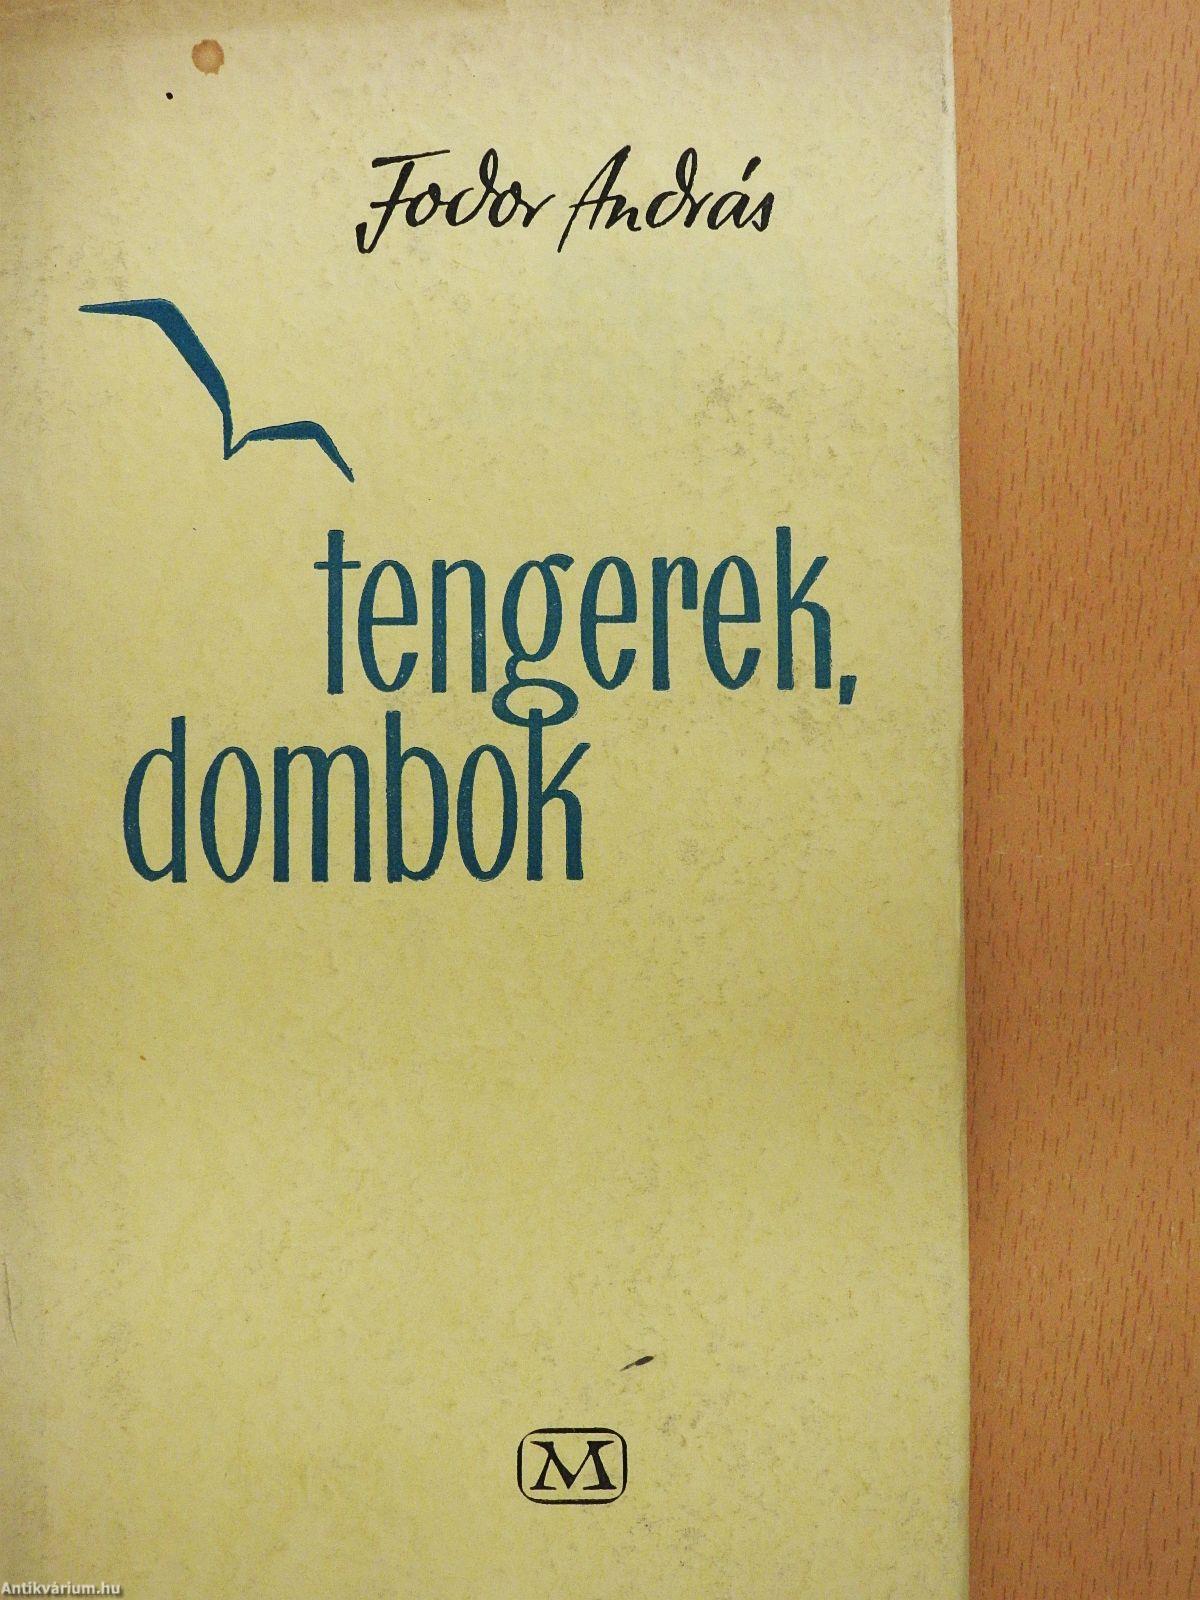 Fodor András
tengerek,
dombok
M
Antikvárium.hu